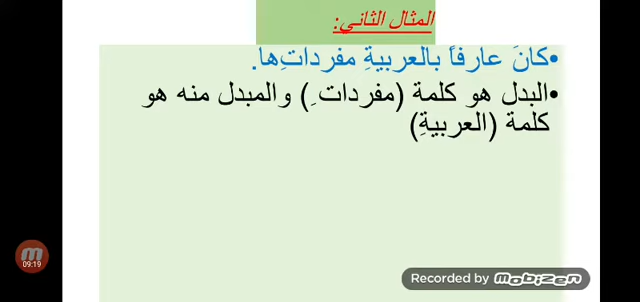 المثال الثاني:
•كانَ عارفاً بالعربيةِ مفرداتِها.
•البدل هو كلمة (مفردات ِ) والمبدل منه هو
كلمة (العربيةِ)
09:19
Recorded by mobizen